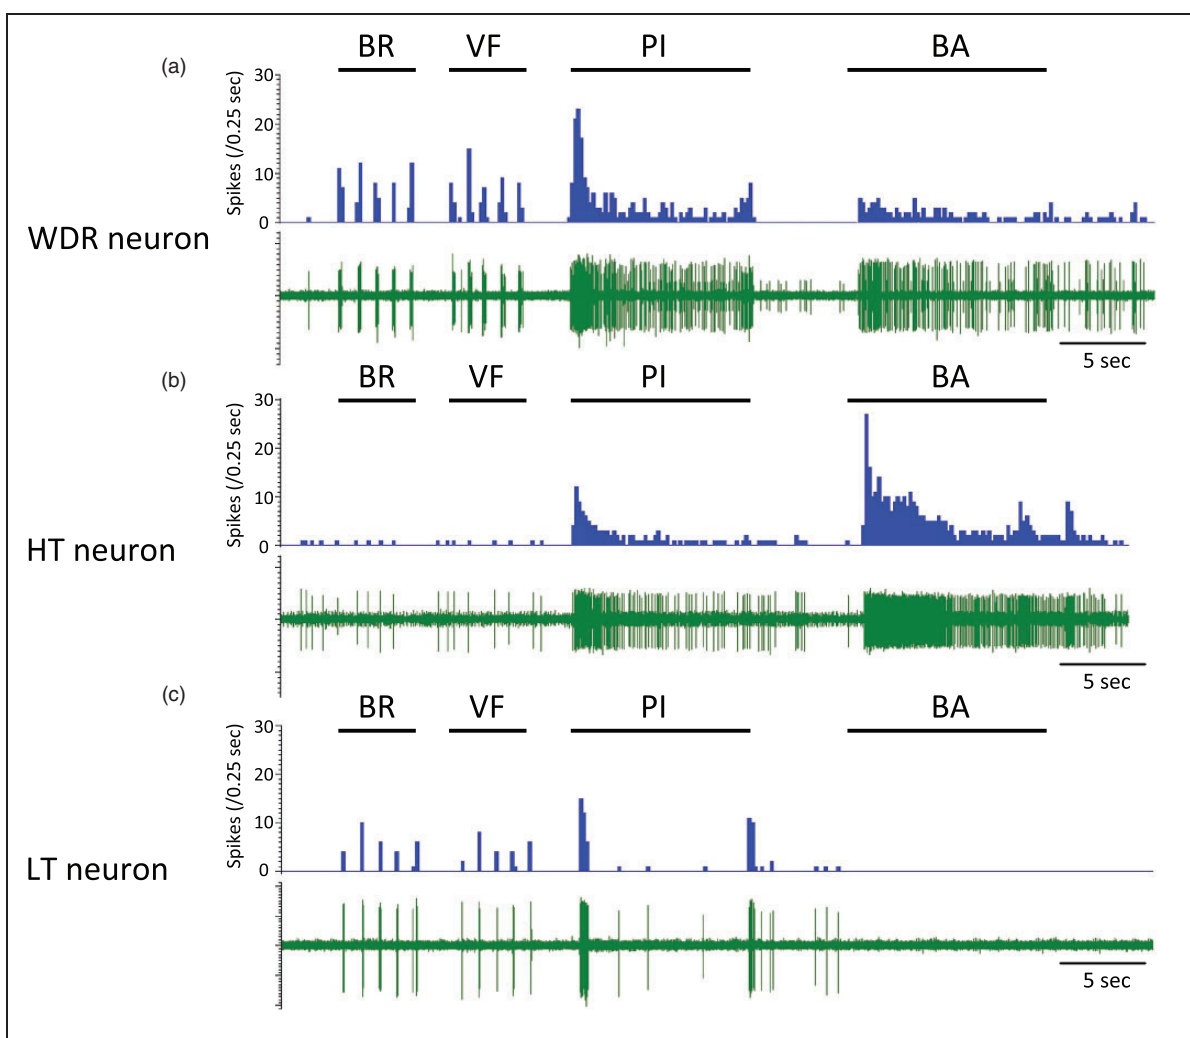 (a)
BR VF PI BA
Spikes (/0.25 sec)
30
20
10
0
WDR neuron
5 sec
(b)
BR VF PI BA
Spikes (/0.25 sec)
30
20
10
0
HT neuron
5 sec
(c)
BR VF PI BA
Spikes (/0.25 sec)
30
20
10
0
LT neuron
5 sec